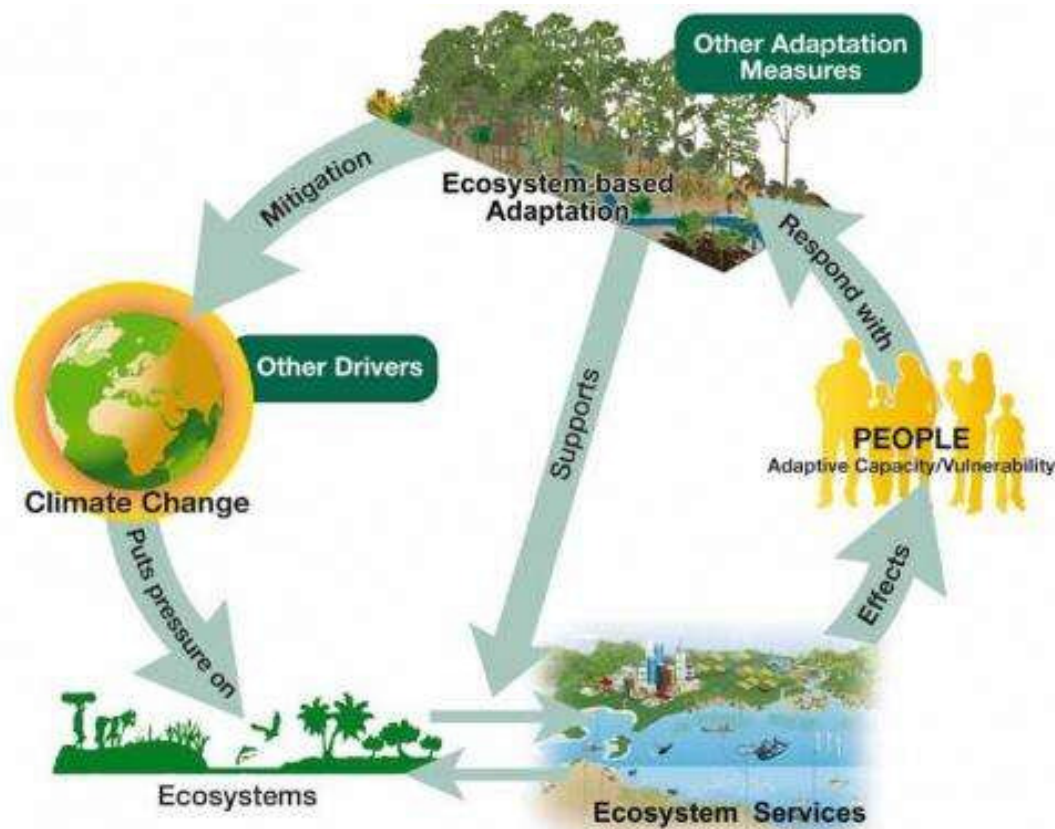 Other Adaptation
Measures
Mitigation
Ecosystem-based
Adaptation
Respond with
Other Drivers
Supports
PEOPLE
Adaptive Capacity/Vulnerability
Climate Change
Puts pressure on
Effects
Ecosystems
Ecosystem Services